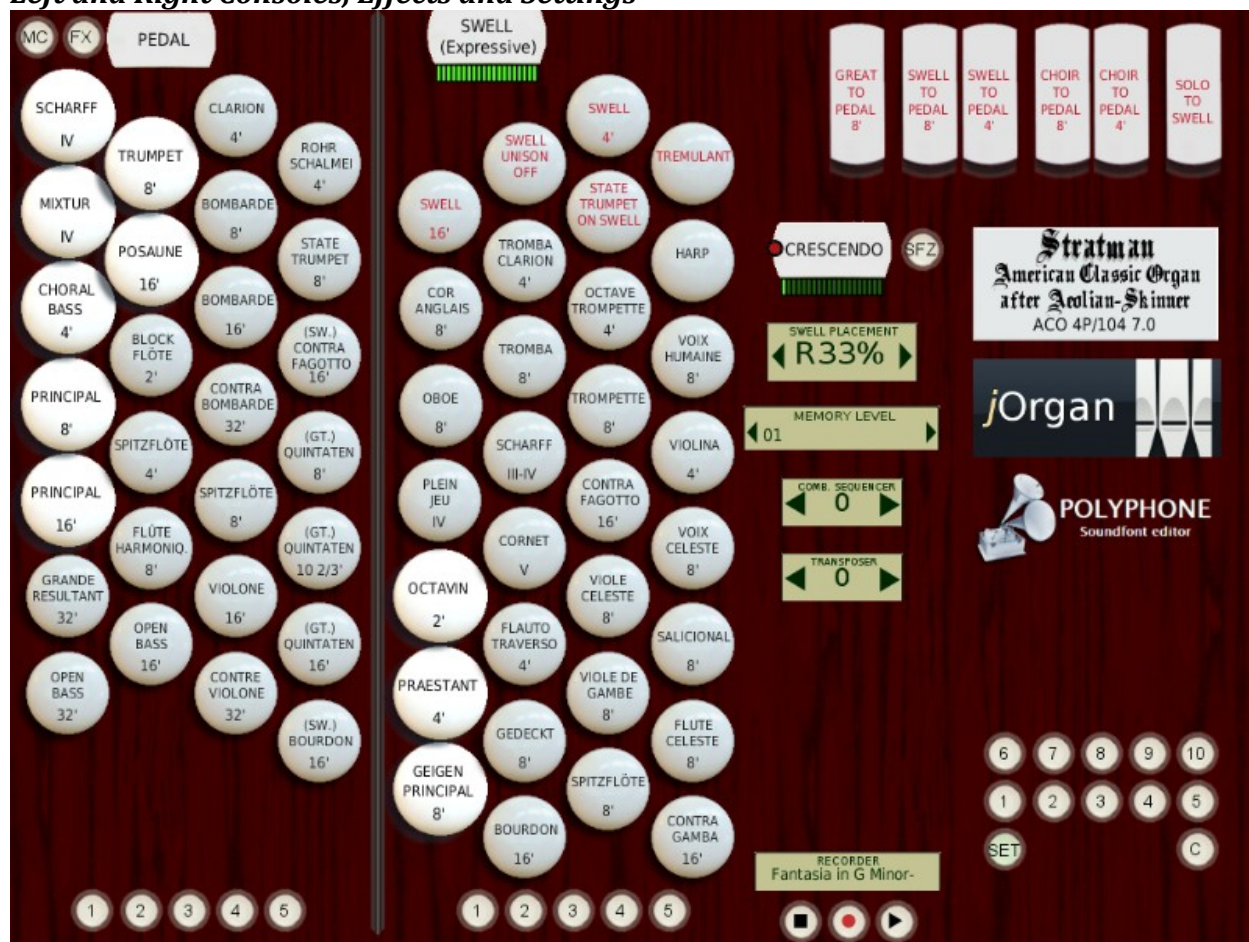 Left and Right Consoles, Effects and Settings
MC
FX
PEDAL
SCHARFF
IV
MIXTUR
IV
CHORAL
BASS
4'
PRINCIPAL
8'
PRINCIPAL
16'
GRANDE
RESULTANT
32'
OPEN
BASS
32'
TRUMPET
8'
POSAUNE
16'
BLOCK
FLÖTE
2'
SPITZFLÖTE
4'
FLÛTE
HARMONIQ.
8'
OPEN
BASS
16'
CLARION
4'
BOMBARDE
8'
BOMBARDE
16'
CONTRA
BOMBARDE
32'
SPITZFLÖTE
8'
VIOLONE
16'
CONTRE
VIOLONE
32'
ROHR
SCHALMEI
4'
STATE
TRUMPET
8'
(SW.)
CONTRA
FAGOTTO
16'
(GT.)
QUINTATEN
8'
(GT.)
QUINTATEN
10 2/3'
(GT.)
QUINTATEN
16'
(SW.)
BOURDON
16'
1
2
3
4
5
SWELL
(Expressive)
SWELL
16'
COR
ANGLAIS
8'
OBOE
8'
PLEIN
JEU
IV
OCTAVIN
2'
PRAESTANT
4'
GEIGEN
PRINCIPAL
8'
SWELL
UNISON
OFF
TROMBA
CLARION
4'
TROMBA
8'
SCHARFF
III-IV
CORNET
V
FLAUTO
TRAVERSO
4'
GEDECKT
8'
BOURDON
16'
SWELL
4'
STATE
TRUMPET
ON SWELL
OCTAVE
TROMPETTE
4'
TROMPETTE
8'
CONTRA
FAGOTTO
16'
VIOLE
CELESTE
8'
VIOLE DE
GAMBE
8'
SPITZFLÖTE
8'
TREMULANT
HARP
VOIX
HUMAINE
8'
VIOLINA
4'
VOIX
CELESTE
8'
SALICIONAL
8'
FLUTE
CELESTE
8'
CONTRA
GAMBA
16'
1
2
3
4
5
GREAT
TO
PEDAL
8'
SWELL
TO
PEDAL
8'
SWELL
TO
PEDAL
4'
CHOIR
TO
PEDAL
8'
CHOIR
TO
PEDAL
4'
SOLO
TO
SWELL
CRESCENDO
SFZ
SWELL PLACEMENT
R33%
MEMORY LEVEL
01
COMB. SEQUENCER
0
TRANSPOSER
0
Stratman
American Classic Organ
after Aeolian-Skinner
ACO 4P/104 7.0
jOrgan
POLYPHONE
Soundfont editor
6
7
8
9
10
1
2
3
4
5
SET
C
RECORDER
Fantasia in G Minor-